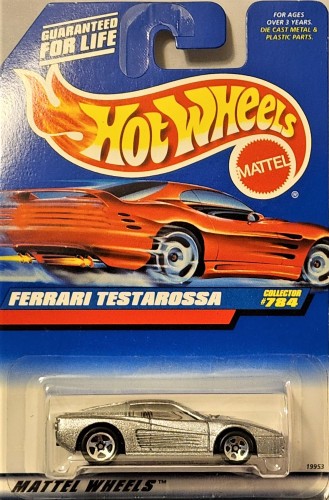 GUARANTEED
FOR LIFE
FOR AGES
OVER 3 YEARS.
DIE CAST METAL &
PLASTIC PARTS.
Hot Wheels
MATTEL
®
FERRARI TESTAROSSA
COLLECTOR
#784
19953
MATTEL WHEELS